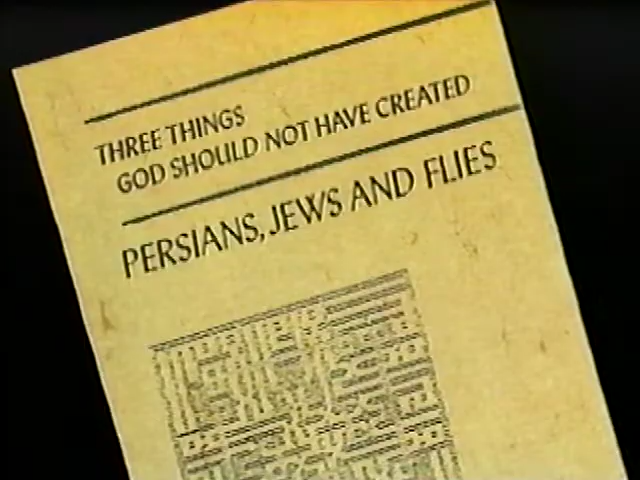 THREE THINGS
GOD SHOULD NOT HAVE CREATED
PERSIANS, JEWS AND FLIES